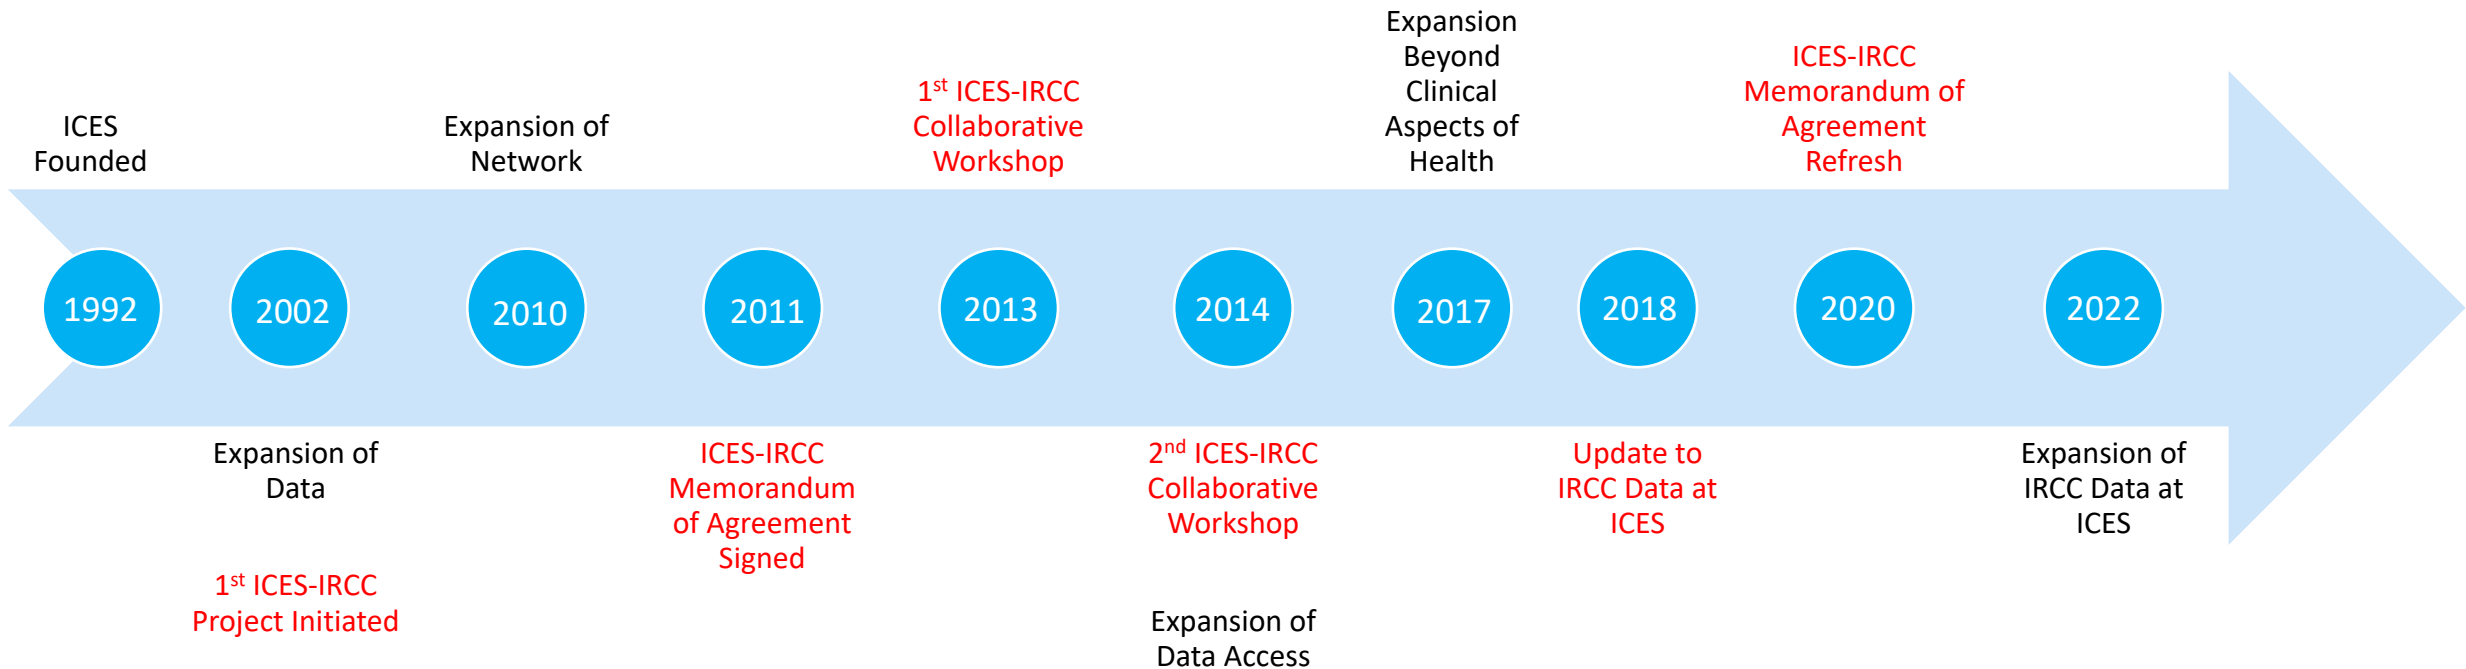 ICES
Founded
Expansion of
Network
1st ICES-IRCC
Collaborative
Workshop
Expansion
Beyond
Clinical
Aspects of
Health
ICES-IRCC
Memorandum of
Agreement
Refresh
1992
2002
2010
2011
2013
2014
2017
2018
2020
2022
Expansion of
Data
1st ICES-IRCC
Project Initiated
ICES-IRCC
Memorandum
of Agreement
Signed
2nd ICES-IRCC
Collaborative
Workshop
Expansion of
Data Access
Update to
IRCC Data at
ICES
Expansion of
IRCC Data at
ICES